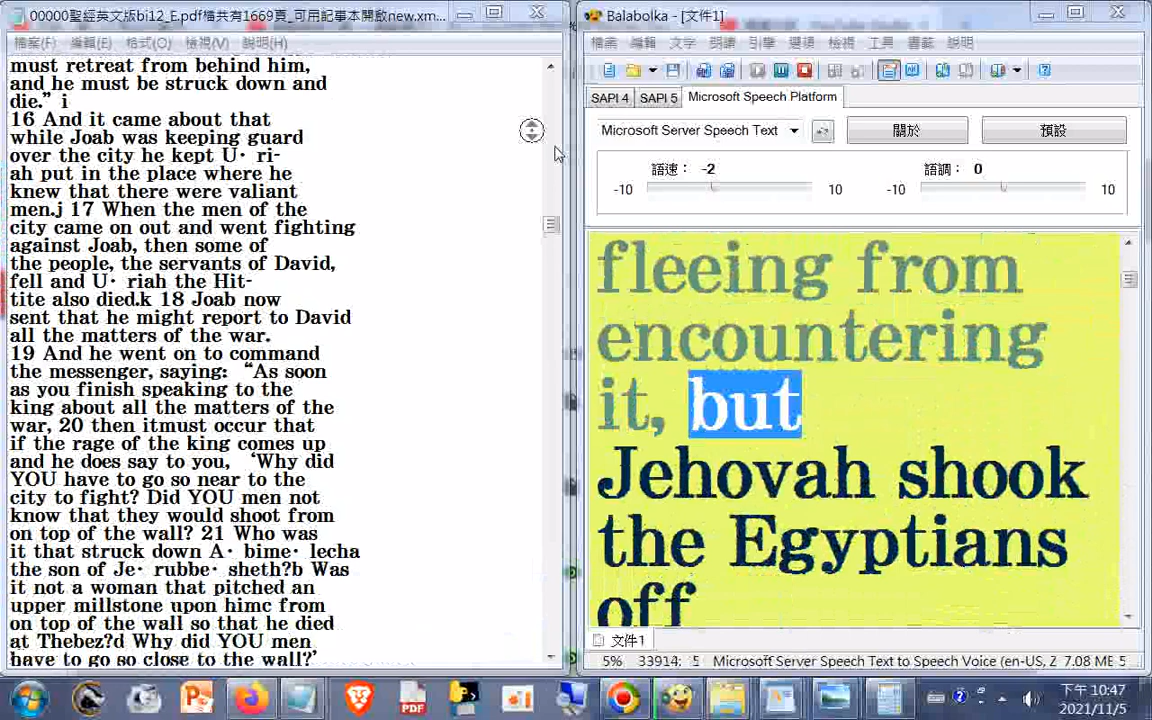 00000聖經英文版bi12_E.pdf檔共有1669頁_可用記事本開啟new.xm...
檔案(F) 編輯(E) 格式(O) 檢視(V) 說明(H)
must retreat from behind him,
and he must be struck down and
die.” i
16 And it came about that
while Joab was keeping guard
over the city he kept U· ri-
ah put in the place where he
knew that there were valiant
men.j 17 When the men of the
city came on out and went fighting
against Joab, then some of
the people, the servants of David,
fell and U· riah the Hit-
tite also died.k 18 Joab now
sent that he might report to David
all the matters of the war.
19 And he went on to command
the messenger, saying: “As soon
as you finish speaking to the
king about all the matters of the
war, 20 then itmust occur that
if the rage of the king comes up
and he does say to you, ‘Why did
YOU have to go so near to the
city to fight? Did YOU men not
know that they would shoot from
on top of the wall? 21 Who was
it that struck down A· bime· lecha
the son of Je· rubbe· sheth?b Was
it not a woman that pitched an
upper millstone upon himc from
on top of the wall so that he died
at Thebez?d Why did YOU men
have to go so close to the wall?’
Balabolka - [文件1]
檔案 編輯 文字 朗讀 引擎 選項 檢視 工具 書籤 說明
SAPI 4 SAPI 5 Microsoft Speech Platform
Microsoft Server Speech Text 關於 預設
語速： -2 語調： 0
-10 10 -10 10
fleeing from
encountering
it, but
Jehovah shook
the Egyptians
off
文件1
5% 33914: 5 Microsoft Server Speech Text to Speech Voice (en-US, Z 7.08 ME 5
PDF
下午 10:47
2021/11/5